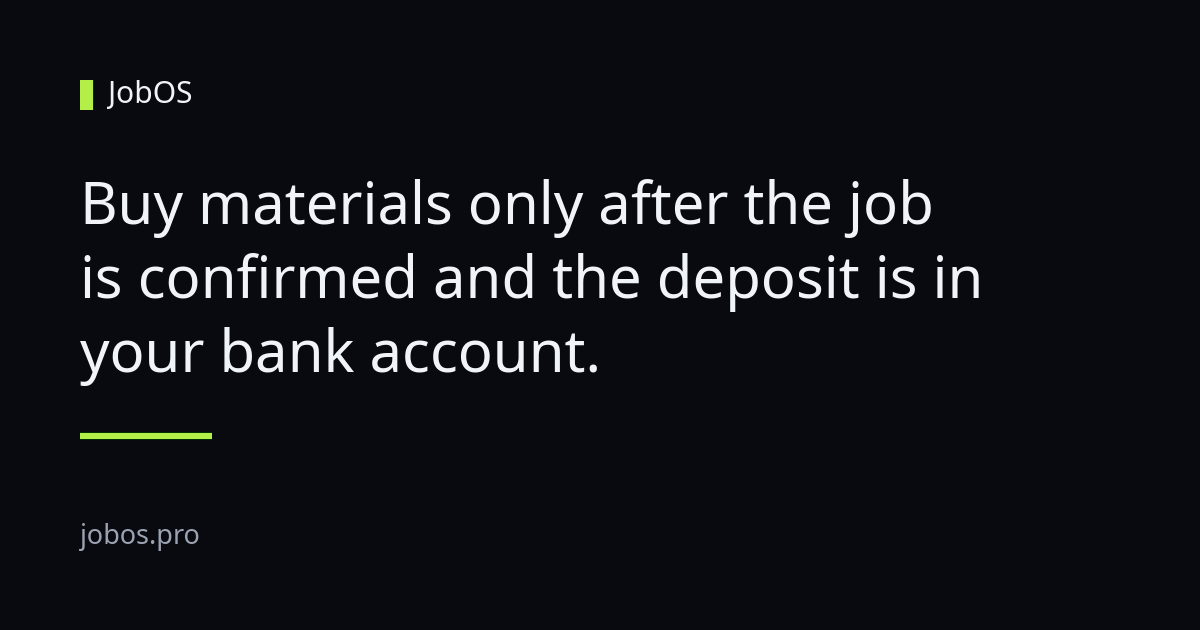 JobOS
Buy materials only after the job
is confirmed and the deposit is in
your bank account.
jobos.pro